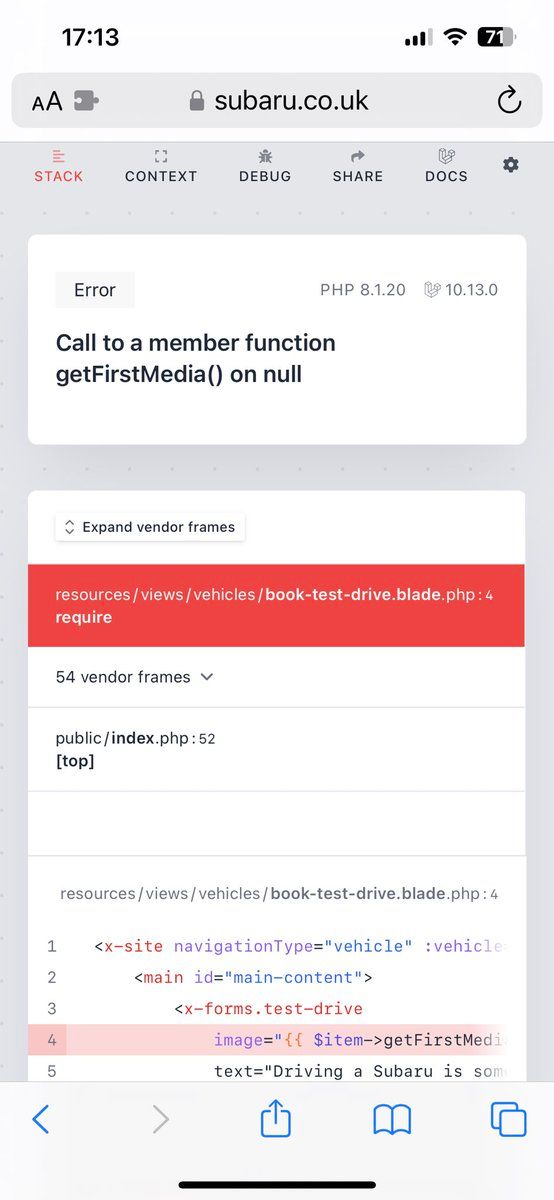 17:13
71
AA
subaru.co.uk
STACK
CONTEXT
DEBUG
SHARE
DOCS
Error
PHP 8.1.20
10.13.0
Call to a member function
getFirstMedia() on null
Expand vendor frames
resources/views/vehicles/book-test-drive.blade.php:4
require
54 vendor frames
public/index.php:52
[top]
resources/views/vehicles/book-test-drive.blade.php:4
1 <x-site navigationType="vehicle" :vehicle
2 <main id="main-content">
3 <x-forms.test-drive
4 image="{{ $item->getFirstMedi
5 text="Driving a Subaru is som